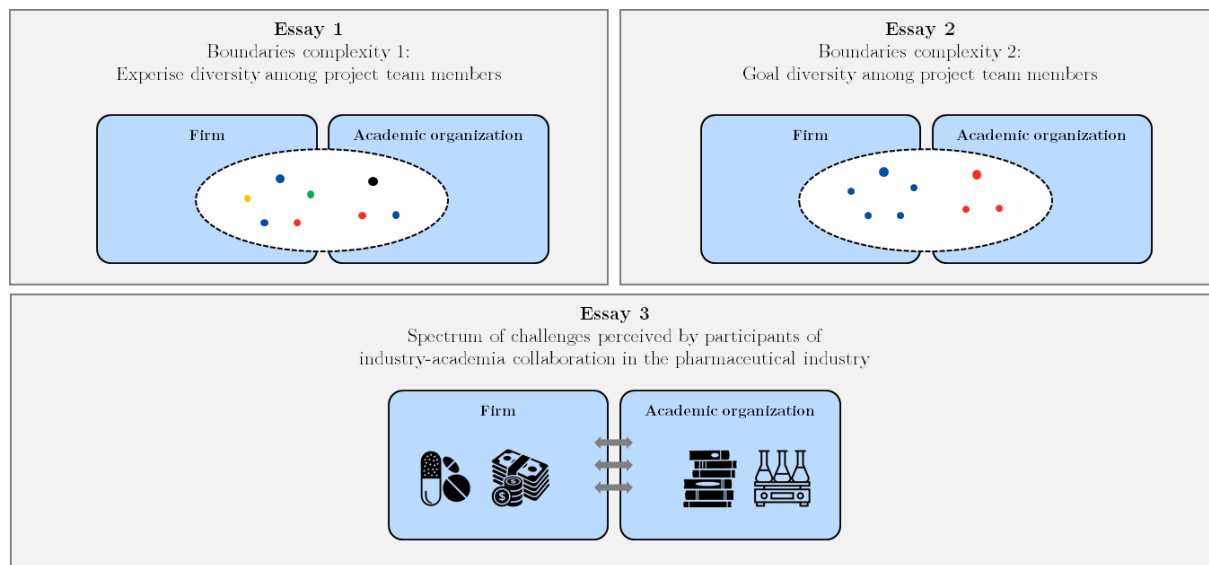 Essay 1
Boundaries complexity 1:
Experise diversity among project team members
Firm
Academic organization
Essay 2
Boundaries complexity 2:
Goal diversity among project team members
Firm
Academic organization
Essay 3
Spectrum of challenges perceived by participants of
industry-academia collaboration in the pharmaceutical industry
Firm
Academic organization